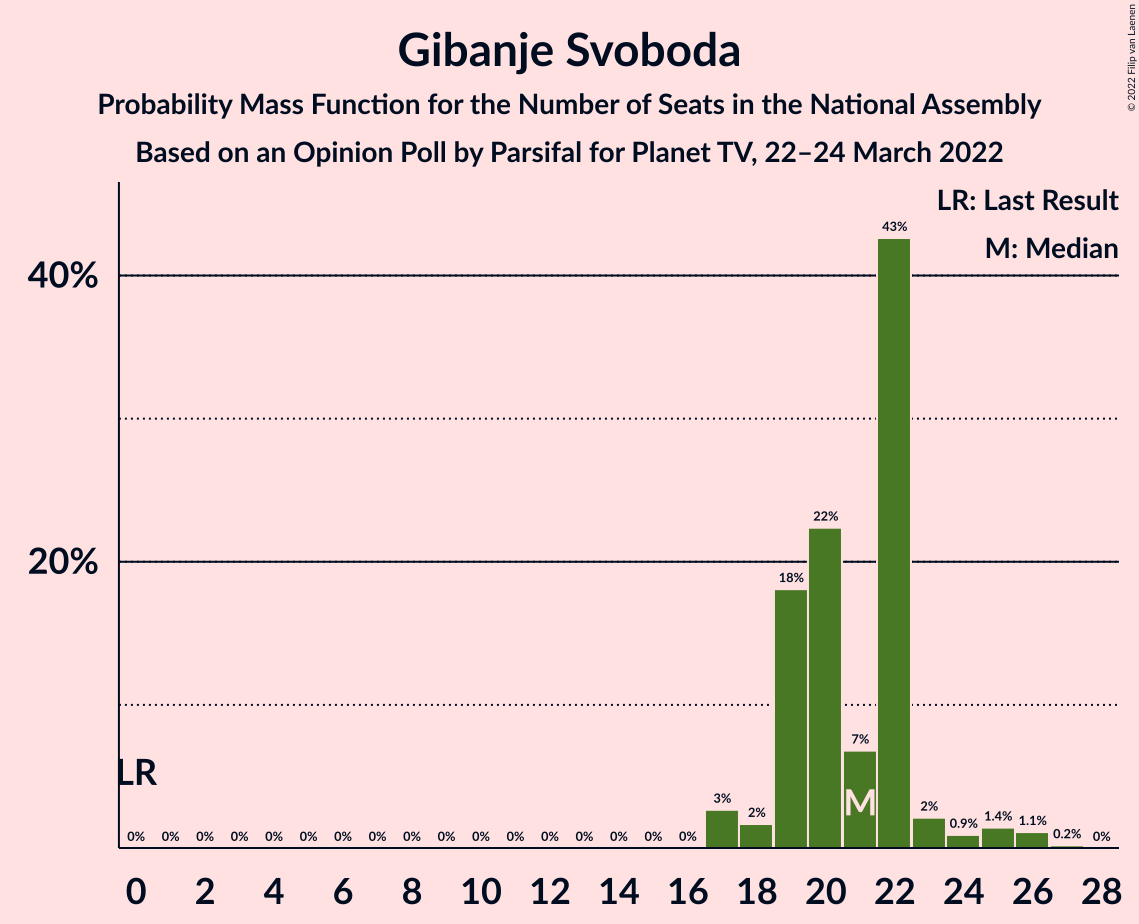 Gibanje Svoboda
Probability Mass Function for the Number of Seats in the National Assembly
Based on an Opinion Poll by Parsifal for Planet TV, 22–24 March 2022
© 2022 Filip van Laenen
LR: Last Result
M: Median
40%
20%
LR
0% 0% 0% 0% 0% 0% 0% 0% 0% 0% 0% 0% 0% 0% 0% 0% 0% 3% 2% 18% 22% 7% 43% 2% 0.9% 1.4% 1.1% 0.2% 0%
M
0 2 4 6 8 10 12 14 16 18 20 22 24 26 28